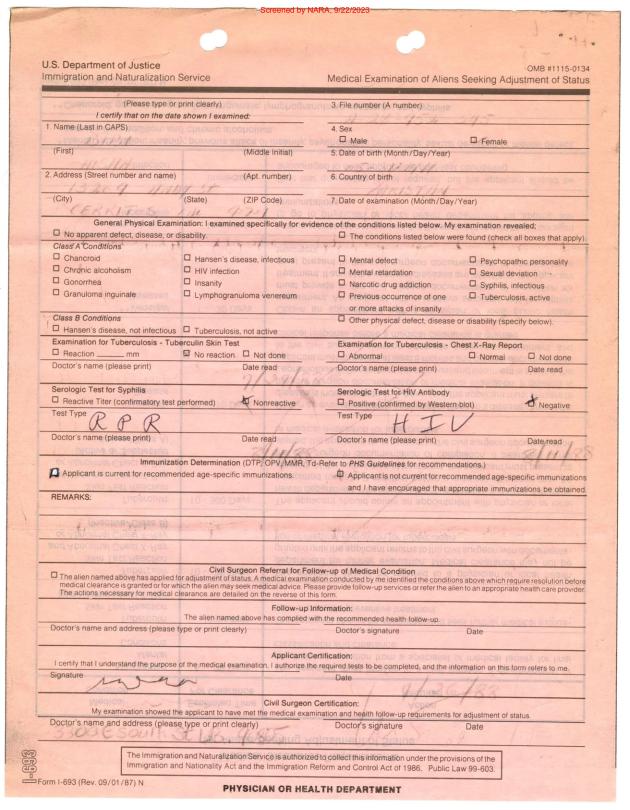 Screened by NARA, 9/22/2023
U.S. Department of Justice
Immigration and Naturalization Service
OMB #1115-0134
Medical Examination of Aliens Seeking Adjustment of Status
(Please type or print clearly)
I certify that on the date shown I examined:
3. File number (A number)
1. Name (Last in CAPS)
4. Sex
☐ Male ☐ Female
(First) (Middle Initial)
5. Date of birth (Month/Day/Year)
2. Address (Street number and name) (Apt. number)
6. Country of birth
(City) (State) (ZIP Code)
7. Date of examination (Month/Day/Year)
CERRITOS
General Physical Examination: I examined specifically for evidence of the conditions listed below. My examination revealed;
☐ No apparent defect, disease, or disability. ☐ The conditions listed below were found (check all boxes that apply).
Class A Conditions
☐ Chancroid ☐ Hansen's disease, infectious ☐ Mental defect ☐ Psychopathic personality
☐ Chronic alcoholism ☐ HIV infection ☐ Mental retardation ☐ Sexual deviation
☐ Gonorrhea ☐ Insanity ☐ Narcotic drug addiction ☐ Syphilis, infectious
☐ Granuloma inguinale ☐ Lymphogranuloma venereum ☐ Previous occurrence of one ☐ Tuberculosis, active
or more attacks of insanity
Class B Conditions
☐ Other physical defect, disease or disability (specify below).
☐ Hansen's disease, not infectious ☐ Tuberculosis, not active
Examination for Tuberculosis - Tuberculin Skin Test
Examination for Tuberculosis - Chest X-Ray Report
☐ Reaction ______ mm ☒ No reaction ☐ Not done
☐ Abnormal ☐ Normal ☐ Not done
Doctor's name (please print) Date read
Doctor's name (please print) Date read
Serologic Test for Syphilis
Serologic Test for HIV Antibody
☐ Reactive Titer (confirmatory test performed) ☒ Nonreactive
☐ Positive (confirmed by Western blot) ☒ Negative
Test Type RPR
Test Type HIV
Doctor's name (please print) Date read
8/11/88
Doctor's name (please print) Date read
8/11/88
Immunization Determination (DTP, OPV, MMR, Td-Refer to PHS Guidelines for recommendations.)
☐ Applicant is current for recommended age-specific immunizations.
☒ Applicant is not current for recommended age-specific immunizations
and I have encouraged that appropriate immunizations be obtained.
REMARKS:
Civil Surgeon Referral for Follow-up of Medical Condition
☐ The alien named above has applied for adjustment of status. A medical examination conducted by me identified the conditions above which require resolution before
medical clearance is granted or for which the alien may seek medical advice. Please provide follow-up services or refer the alien to an appropriate health care provider.
The actions necessary for medical clearance are detailed on the reverse of this form.
Follow-up Information:
The alien named above has complied with the recommended health follow-up.
Doctor's name and address (please type or print clearly) Doctor's signature Date
Applicant Certification:
I certify that I understand the purpose of the medical examination, I authorize the required tests to be completed, and the information on this form refers to me.
Signature Date
Civil Surgeon Certification:
My examination showed the applicant to have met the medical examination and health follow-up requirements for adjustment of status.
Doctor's name and address (please type or print clearly) Doctor's signature Date
The Immigration and Naturalization Service is authorized to collect this information under the provisions of the
Immigration and Nationality Act and the Immigration Reform and Control Act of 1986. Public Law 99-603.
I-693
Form I-693 (Rev. 09/01/87) N
PHYSICIAN OR HEALTH DEPARTMENT